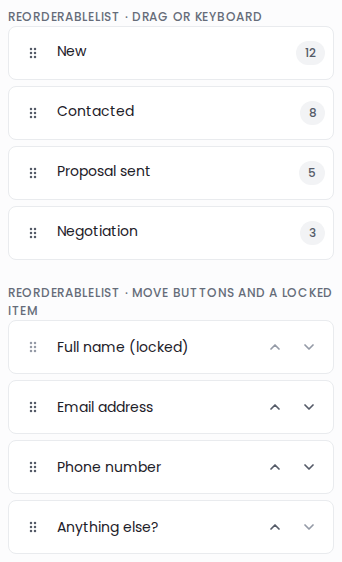 REORDERABLELIST · DRAG OR KEYBOARD
New 12
Contacted 8
Proposal sent 5
Negotiation 3
REORDERABLELIST · MOVE BUTTONS AND A LOCKED
ITEM
Full name (locked)
Email address
Phone number
Anything else?